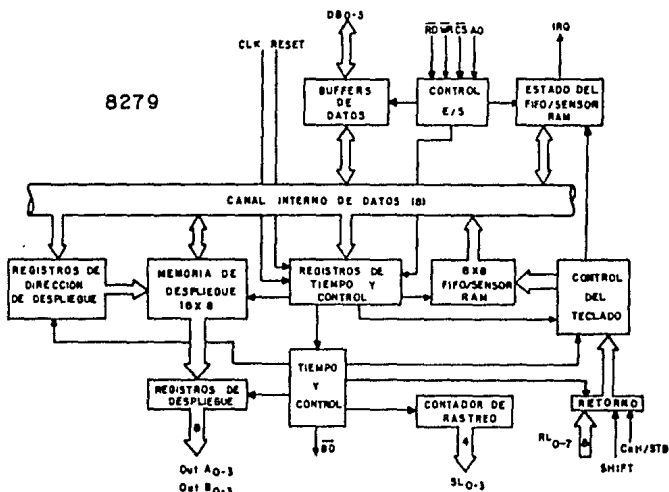 DB0-3
CLK RESET
RD WR CS A0
IRQ
8279
BUFFERS
DE
DATOS
CONTROL
E/S
ESTADO DEL
FIFO/SENSOR
RAM
CANAL INTERNO DE DATOS (8)
REGISTROS DE
DIRECCIÓN
DE DESPLIEGUE
MEMORIA DE
DESPLIEGUE
16 X 8
REGISTROS DE
TIEMPO Y
CONTROL
8X8
FIFO/SENSOR
RAM
CONTROL
DEL
TECLADO
REGISTROS DE
DESPLIEGUE
TIEMPO
Y
CONTROL
CONTADOR DE
RASTREO
RETORNO
8
BD
4
RL0-7
8
SHIFT
CnH/STB
Out A0-3
Out B0-3
SL0-3